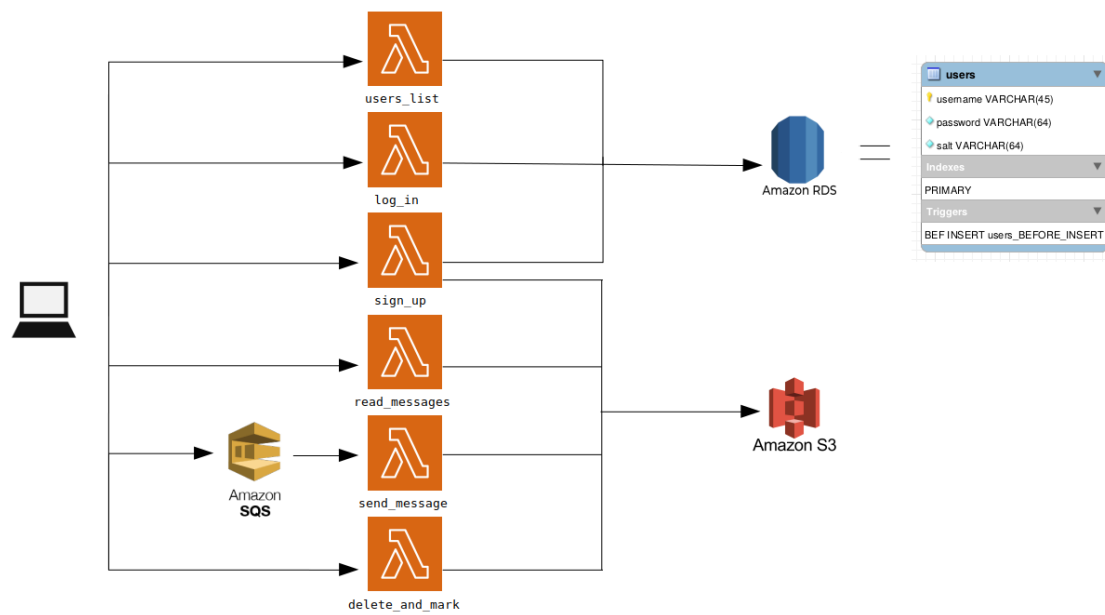 users_list
log_in
sign_up
read_messages
Amazon
SQS
send_message
delete_and_mark
Amazon RDS
Amazon S3
users
username VARCHAR(45)
password VARCHAR(64)
salt VARCHAR(64)
Indexes
PRIMARY
Triggers
BEF INSERT users_BEFORE_INSERT